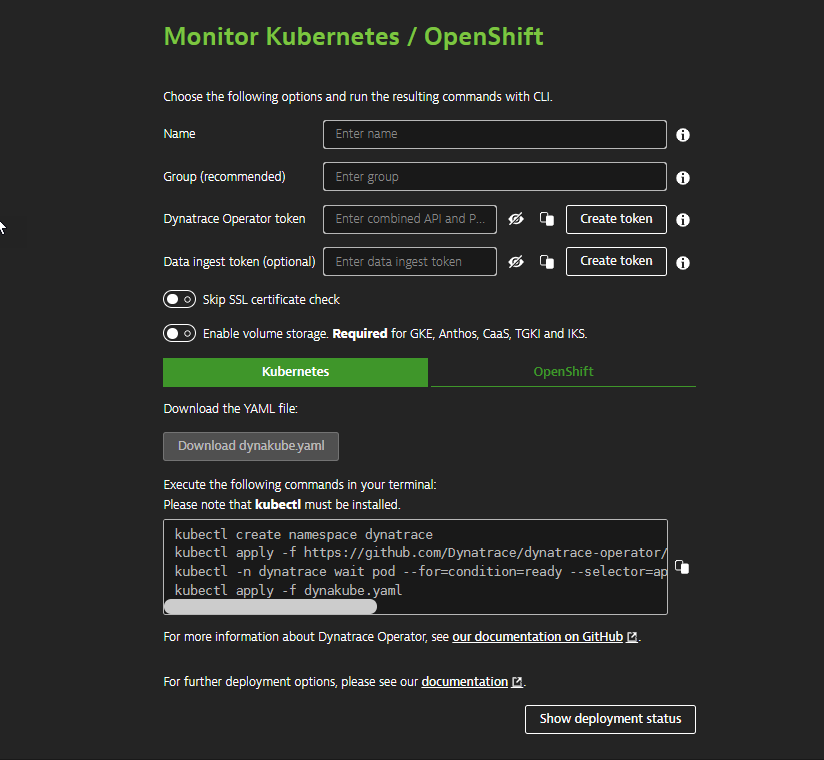 Monitor Kubernetes / OpenShift
Choose the following options and run the resulting commands with CLI.
Name
Enter name
Group (recommended)
Enter group
Dynatrace Operator token
Enter combined API and P...
Create token
Data ingest token (optional)
Enter data ingest token
Create token
Skip SSL certificate check
Enable volume storage. Required for GKE, Anthos, CaaS, TGKI and IKS.
Kubernetes
OpenShift
Download the YAML file:
Download dynakube.yaml
Execute the following commands in your terminal:
Please note that kubectl must be installed.
kubectl create namespace dynatrace
kubectl apply -f https://github.com/Dynatrace/dynatrace-operator/
kubectl -n dynatrace wait pod --for=condition=ready --selector=ap
kubectl apply -f dynakube.yaml
For more information about Dynatrace Operator, see our documentation on GitHub.
For further deployment options, please see our documentation.
Show deployment status